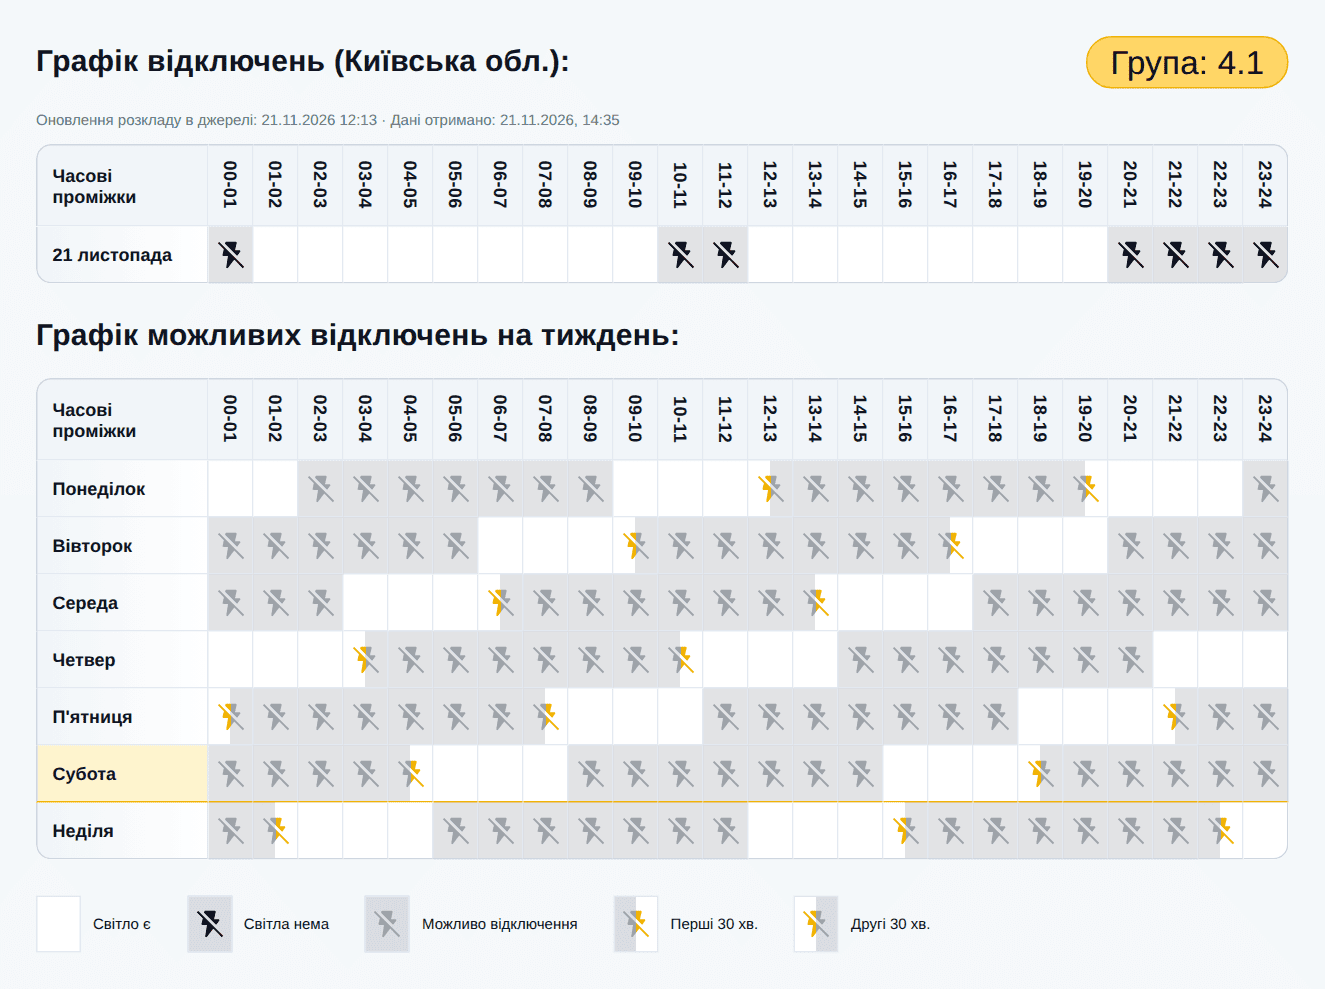 Графік відключень (Київська обл.):
Група: 4.1
Оновлення розкладу в джерелі: 21.11.2026 12:13 · Дані отримано: 21.11.2026, 14:35
Часові проміжки 00-01 01-02 02-03 03-04 04-05 05-06 06-07 07-08 08-09 09-10 10-11 11-12 12-13 13-14 14-15 15-16 16-17 17-18 18-19 19-20 20-21 21-22 22-23 23-24
21 листопада
Графік можливих відключень на тиждень:
Часові проміжки 00-01 01-02 02-03 03-04 04-05 05-06 06-07 07-08 08-09 09-10 10-11 11-12 12-13 13-14 14-15 15-16 16-17 17-18 18-19 19-20 20-21 21-22 22-23 23-24
Понеділок
Вівторок
Середа
Четвер
П'ятниця
Субота
Неділя
Світло є Світла нема Можливо відключення Перші 30 хв. Другі 30 хв.